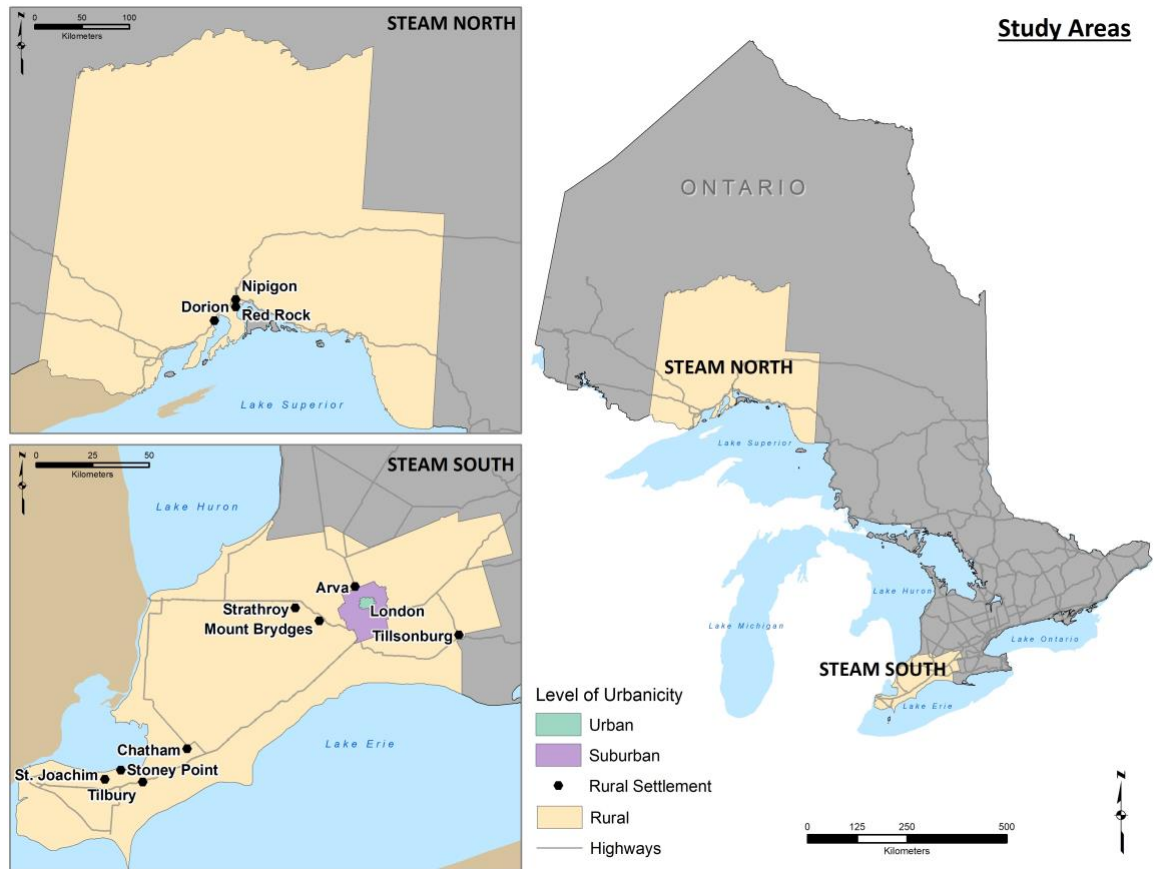 0 50 100
Kilometers
N
STEAM NORTH
Nipigon
Dorion
Red Rock
Lake Superior
0 25 50
Kilometers
N
STEAM SOUTH
Lake Huron
Arva
London
Strathroy
Mount Brydges
Tillsonburg
Chatham
Stoney Point
St. Joachim
Tilbury
Lake Erie
Study Areas
ONTARIO
STEAM NORTH
Lake Superior
Lake Huron
Lake Michigan
Lake Ontario
STEAM SOUTH
Lake Erie
Level of Urbanicity
Urban
Suburban
Rural Settlement
Rural
Highways
0 125 250 500
Kilometers
N